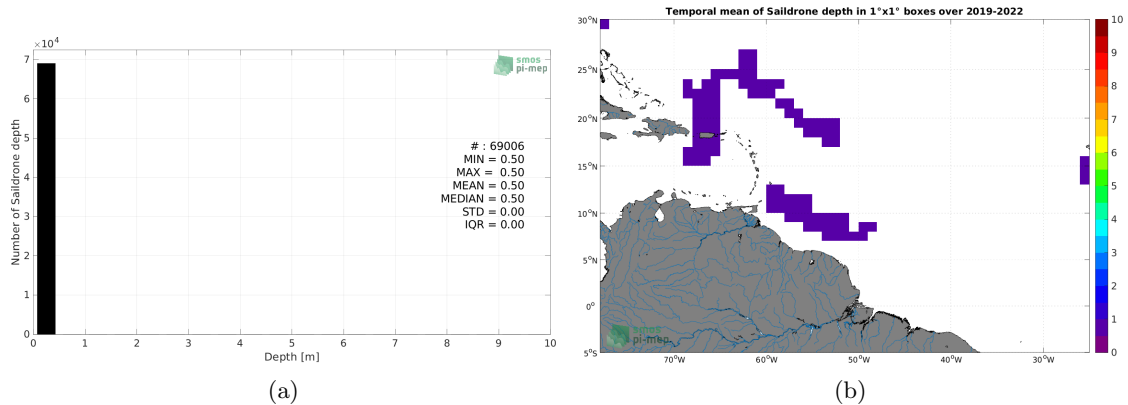 ×10⁴
7
6
5
4
3
2
1
0
Number of Saildrone depth
smos
pi-mep
# : 69006
MIN = 0.50
MAX = 0.50
MEAN = 0.50
MEDIAN = 0.50
STD = 0.00
IQR = 0.00
0 1 2 3 4 5 6 7 8 9 10
Depth [m]
(a)
Temporal mean of Saildrone depth in 1°x1° boxes over 2019-2022
30°N
25°N
20°N
15°N
10°N
5°N
0°
5°S
smos
pi-mep
70°W 60°W 50°W 40°W 30°W
10
9
8
7
6
5
4
3
2
1
0
(b)